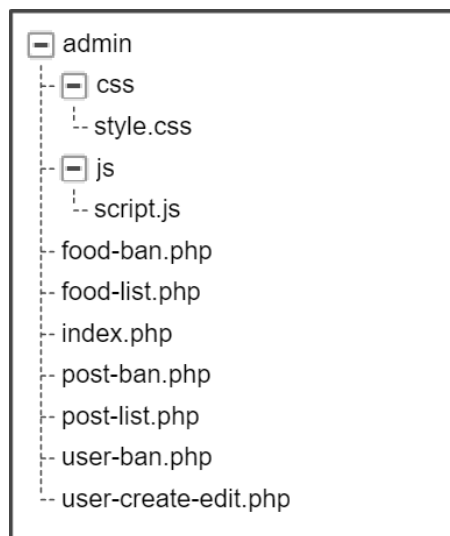 admin
css
style.css
js
script.js
food-ban.php
food-list.php
index.php
post-ban.php
post-list.php
user-ban.php
user-create-edit.php